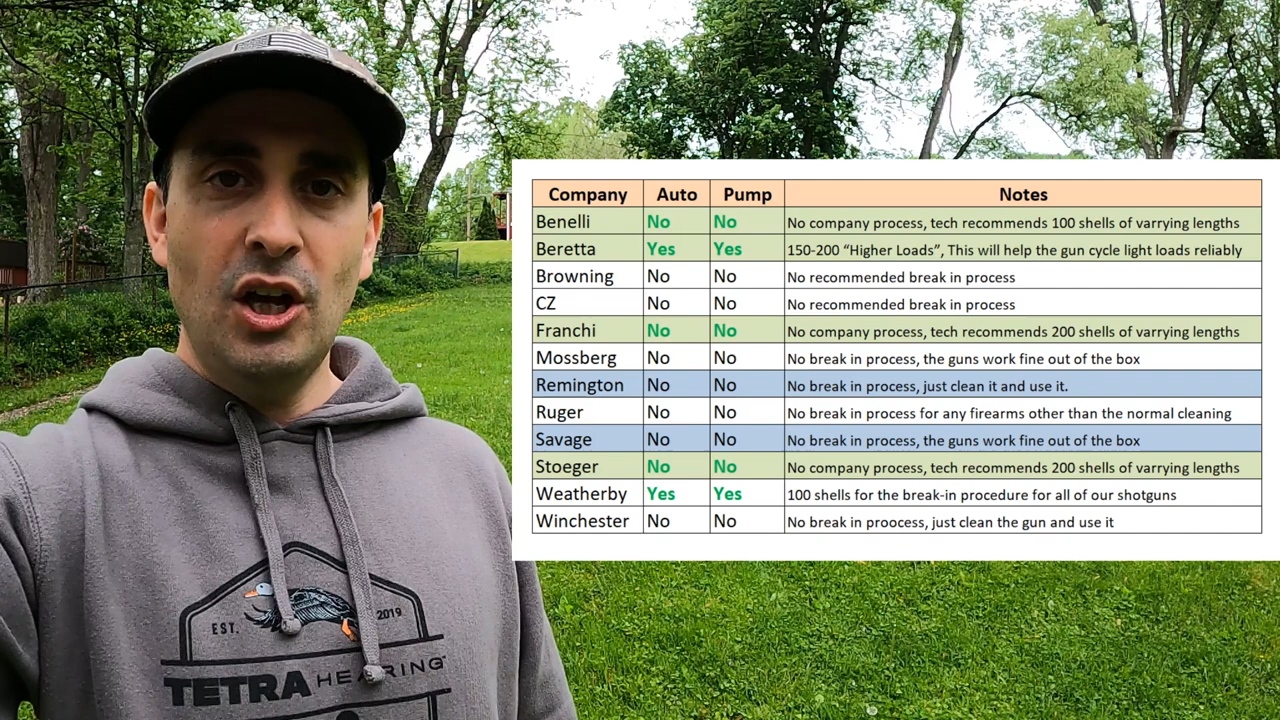 Company Auto Pump Notes
Benelli No No No company process, tech recommends 100 shells of varrying lengths
Beretta Yes Yes 150-200 “Higher Loads”, This will help the gun cycle light loads reliably
Browning No No No recommended break in process
CZ No No No recommended break in process
Franchi No No No company process, tech recommends 200 shells of varrying lengths
Mossberg No No No break in process, the guns work fine out of the box
Remington No No No break in process, just clean it and use it.
Ruger No No No break in process for any firearms other than the normal cleaning
Savage No No No break in process, the guns work fine out of the box
Stoeger No No No company process, tech recommends 200 shells of varrying lengths
Weatherby Yes Yes 100 shells for the break-in procedure for all of our shotguns
Winchester No No No break in proocess, just clean the gun and use it
EST. 2019
TETRA HEARING